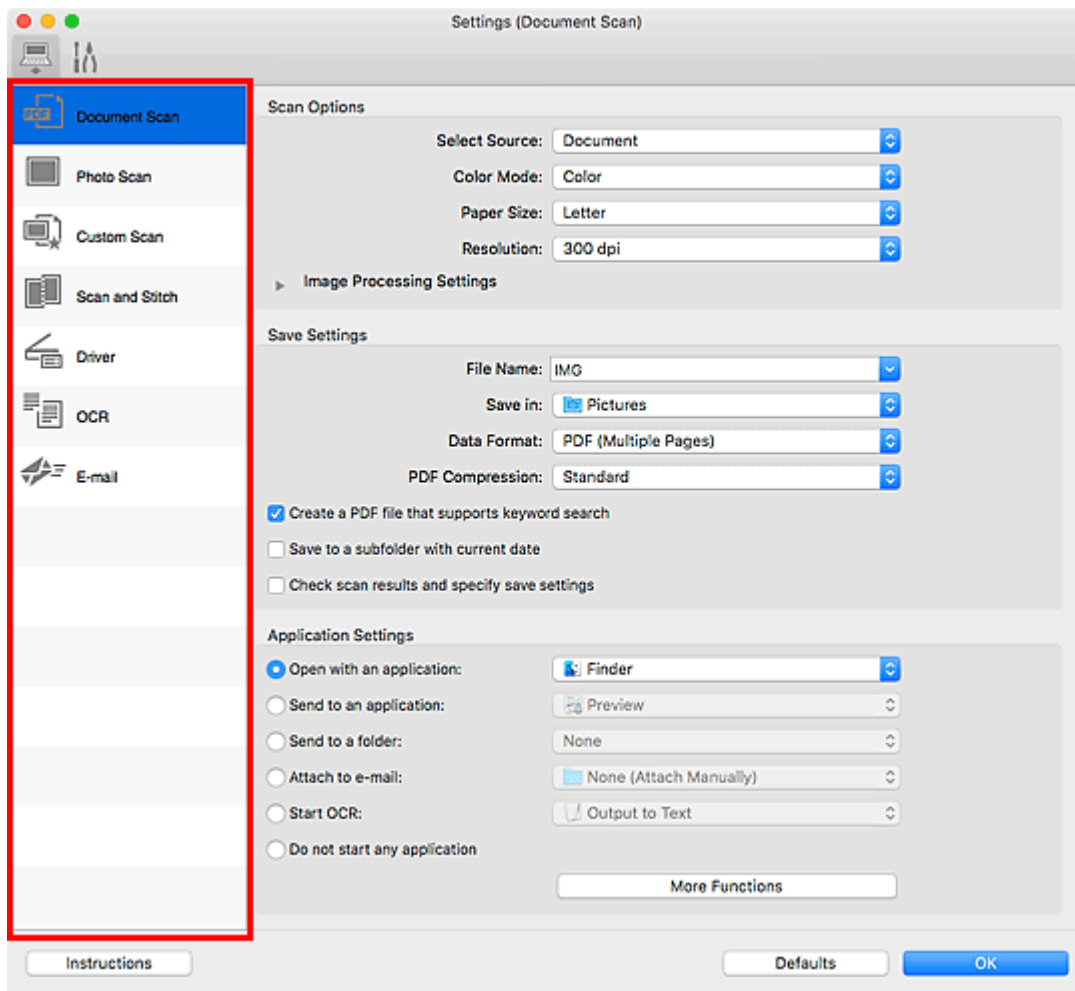 Settings (Document Scan)
PDF Document Scan
Photo Scan
Custom Scan
Scan and Stitch
Driver
OCR
E-mail
Scan Options
Select Source: Document
Color Mode: Color
Paper Size: Letter
Resolution: 300 dpi
Image Processing Settings
Save Settings
File Name: IMG
Save in: Pictures
Data Format: PDF (Multiple Pages)
PDF Compression: Standard
Create a PDF file that supports keyword search
Save to a subfolder with current date
Check scan results and specify save settings
Application Settings
Open with an application: Finder
Send to an application: Preview
Send to a folder: None
Attach to e-mail: None (Attach Manually)
Start OCR: Output to Text
Do not start any application
More Functions
Instructions Defaults OK